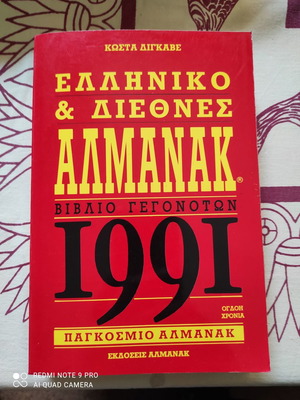 ΚΩΣΤΑ ΔΙΓΚΑΒΕ
ΕΛΛΗΝΙΚΟ
& ΔΙΕΘΝΕΣ
ΑΛΜΑΝΑΚ®
ΒΙΒΛΙΟ ΓΕΓΟΝΟΤΩΝ
1991
ΟΓΔΟΗ
ΧΡΟΝΙΑ
ΠΑΓΚΟΣΜΙΟ ΑΛΜΑΝΑΚ
ΕΚΔΟΣΕΙΣ ΑΛΜΑΝΑΚ
REDMI NOTE 9 PRO
AI QUAD CAMERA